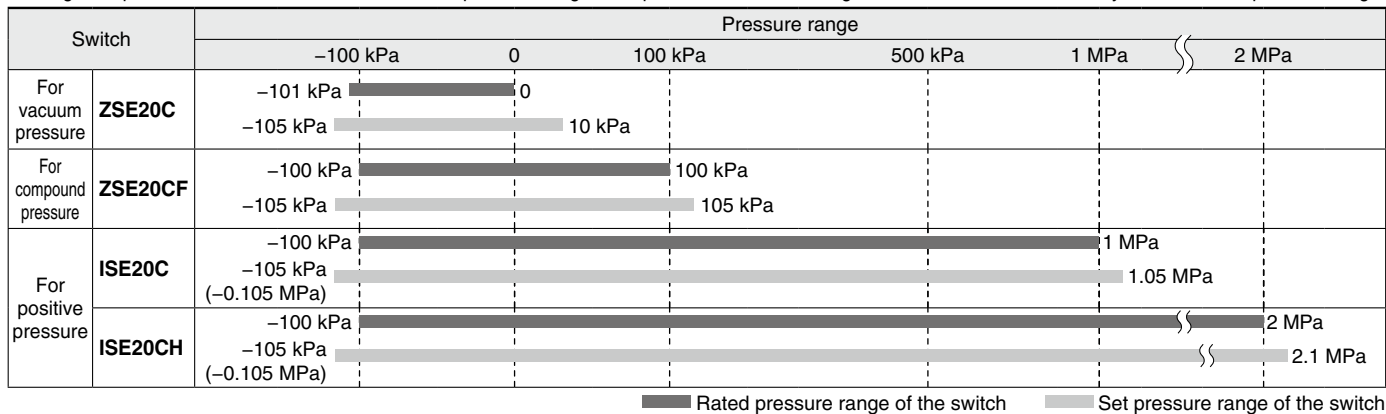 Switch
Pressure range
−100 kPa 0 100 kPa 500 kPa 1 MPa 2 MPa
For vacuum pressure
ZSE20C
−101 kPa 0
−105 kPa 10 kPa
For compound pressure
ZSE20CF
−100 kPa 100 kPa
−105 kPa 105 kPa
For positive pressure
ISE20C
−100 kPa 1 MPa
−105 kPa 1.05 MPa
(−0.105 MPa)
ISE20CH
−100 kPa 2 MPa
−105 kPa 2.1 MPa
(−0.105 MPa)
Rated pressure range of the switch Set pressure range of the switch